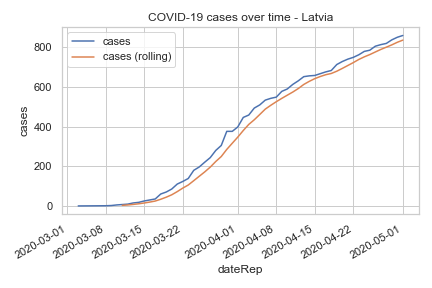 COVID-19 cases over time - Latvia
cases
cases (rolling)
800
600
400
200
0
cases
2020-03-01
2020-03-08
2020-03-15
2020-03-22
2020-04-01
2020-04-08
2020-04-15
2020-04-22
2020-05-01
dateRep